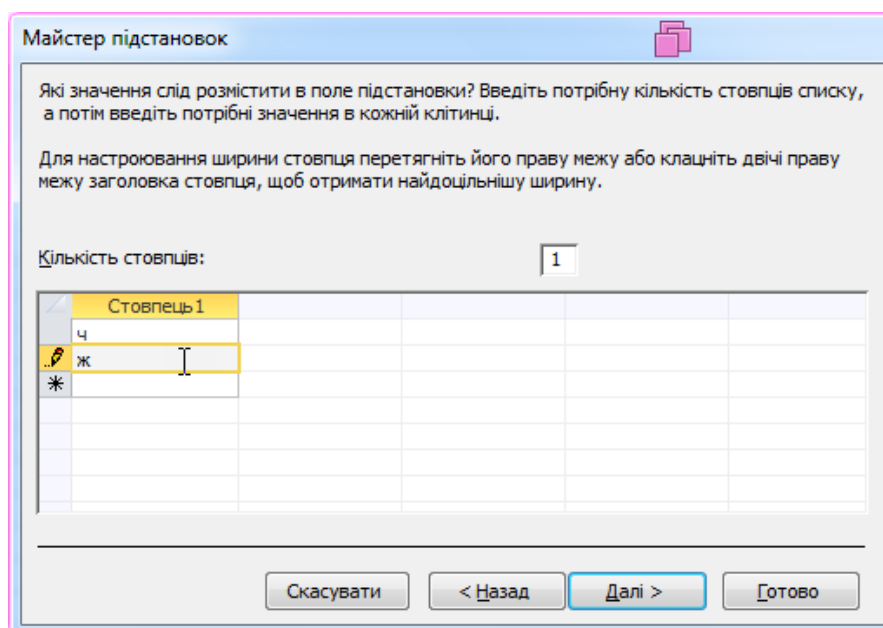 Майстер підстановок
Які значення слід розмістити в поле підстановки? Введіть потрібну кількість стовпців списку,
а потім введіть потрібні значення в кожній клітинці.
Для настроювання ширини стовпця перетягніть його праву межу або клацніть двічі праву
межу заголовка стовпця, щоб отримати найдоцільнішу ширину.
Кількість стовпців: 1
Стовпець1
ч
ж
Скасувати < Назад Далі > Готово